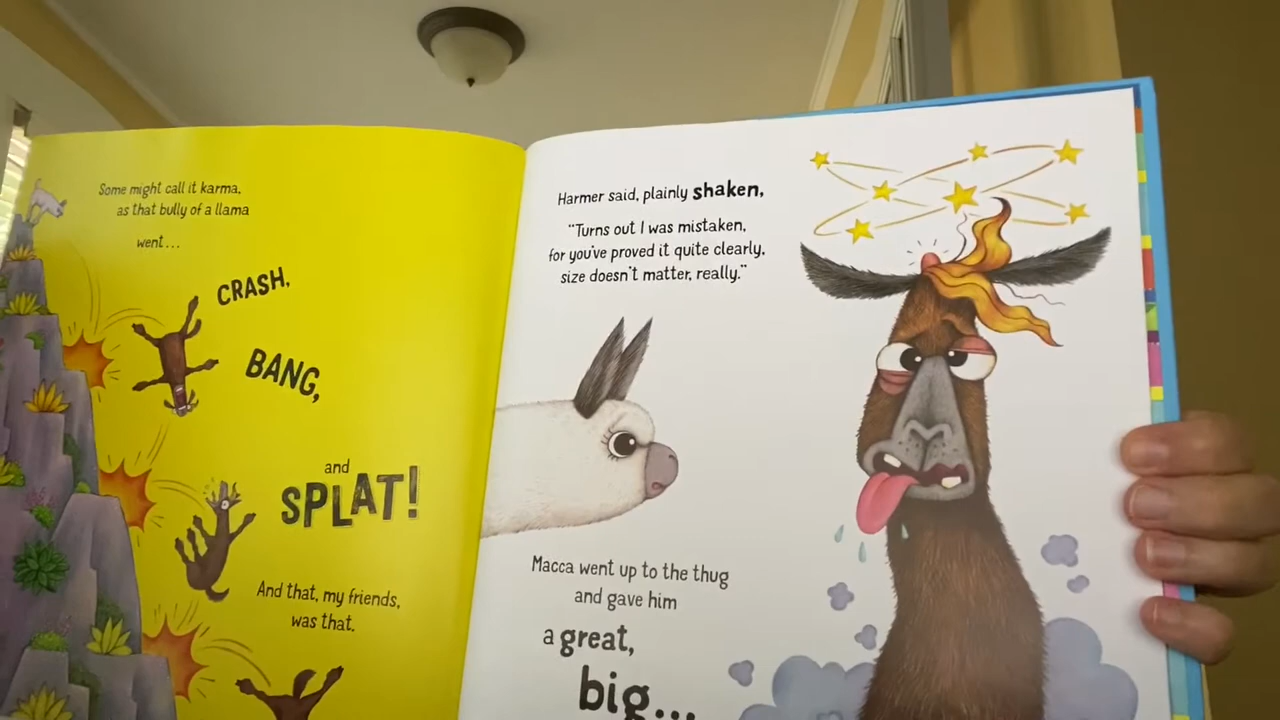 Some might call it karma,
as that bully of a llama
went...
CRASH,
BANG,
and
SPLAT!
And that, my friends,
was that.
Harmer said, plainly shaken,
"Turns out I was mistaken,
for you've proved it quite clearly,
size doesn't matter, really."
Macca went up to the thug
and gave him
a great,
big...